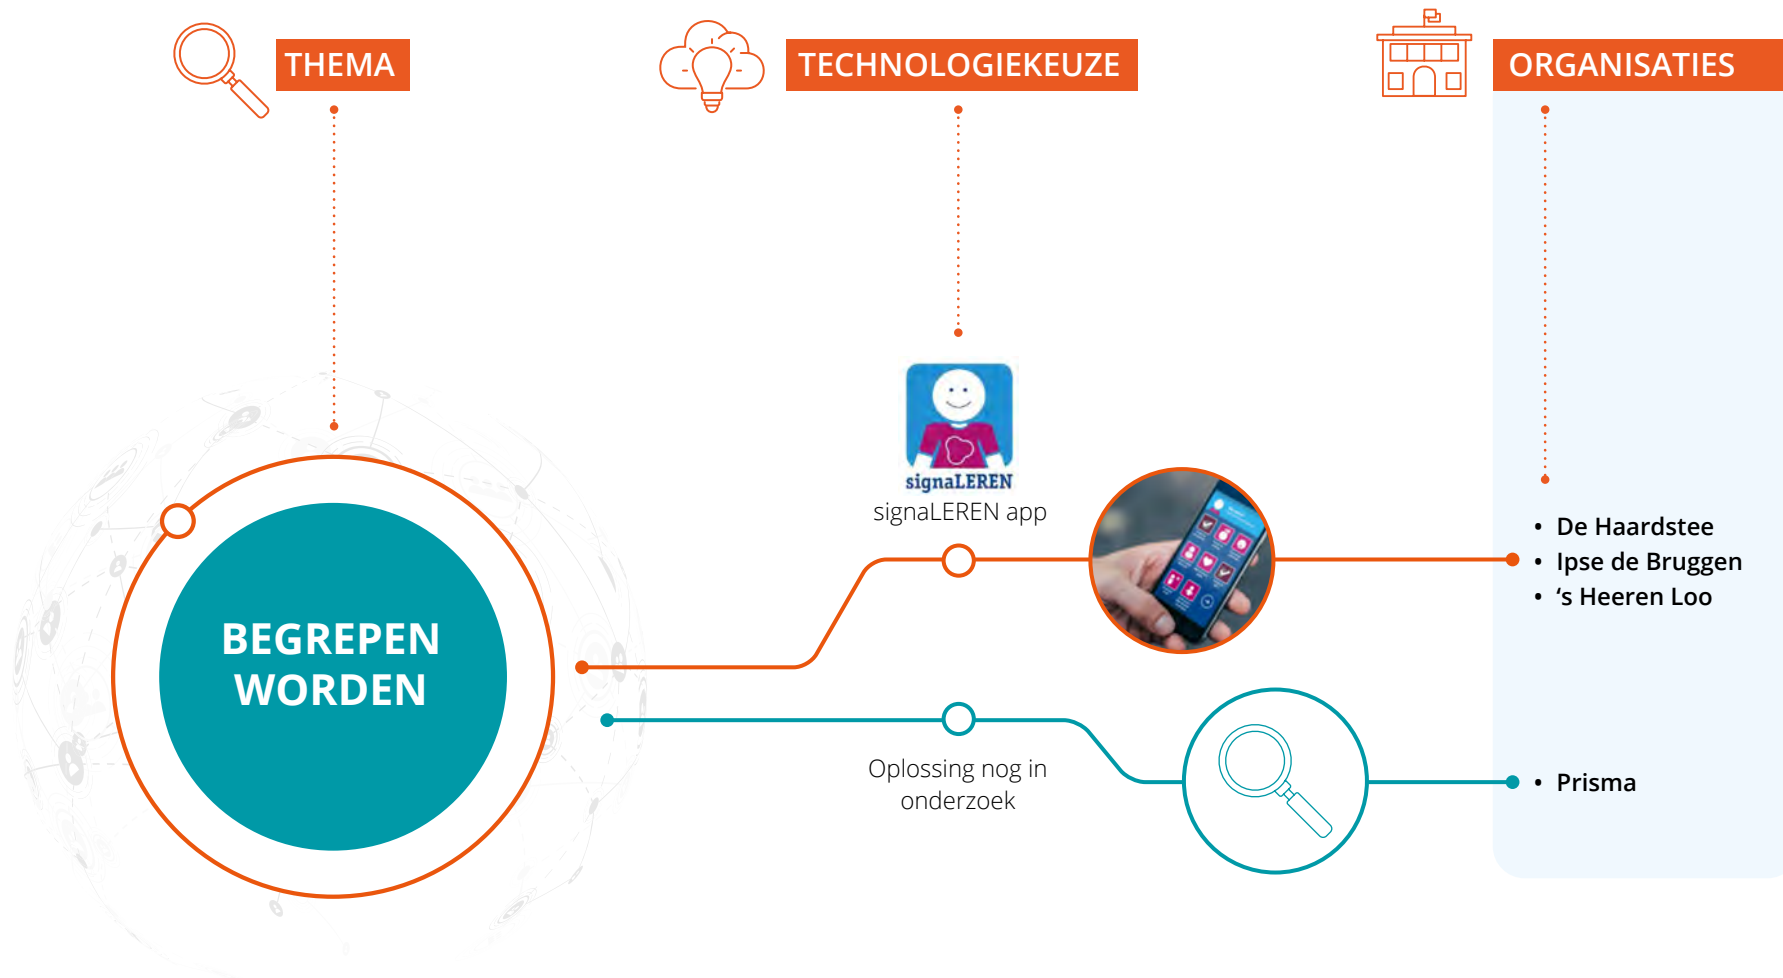 THEMA
TECHNOLOGIEKEUZE
ORGANISATIES
signaLEREN
signaLEREN app
BEGREPEN
WORDEN
• De Haardstee
• Ipse de Bruggen
• ‘s Heeren Loo
Oplossing nog in
onderzoek
• Prisma